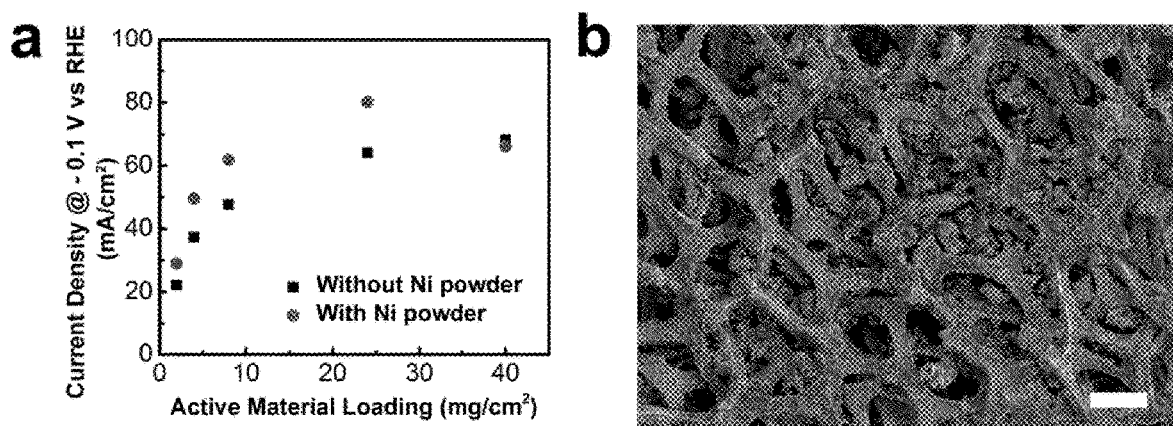 a
100
80
60
40
20
0
Current Density @ - 0.1 V vs RHE
(mA/cm²)
Without Ni powder
With Ni powder
0 10 20 30 40
Active Material Loading (mg/cm²)
b